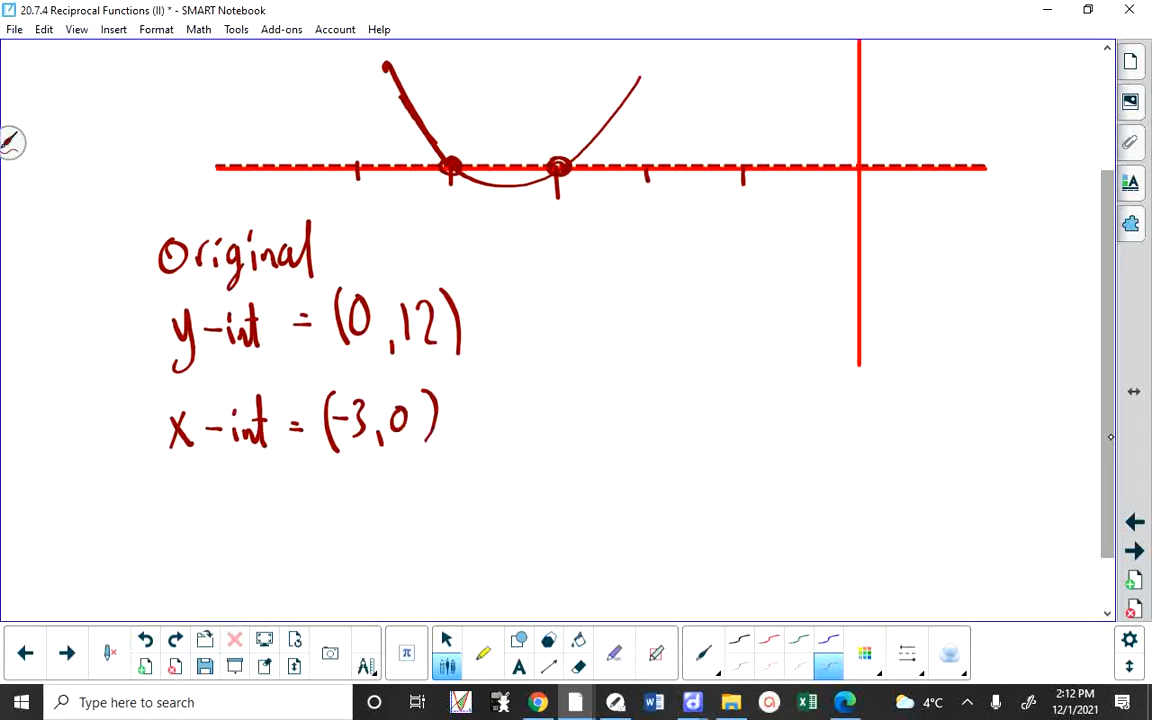 20.7.4 Reciprocal Functions (II) * - SMART Notebook
File Edit View Insert Format Math Tools Add-ons Account Help
Original
y-int = (0,12)
x-int = (-3,0)
π
A
Type here to search
4°C
2:12 PM
12/1/2021